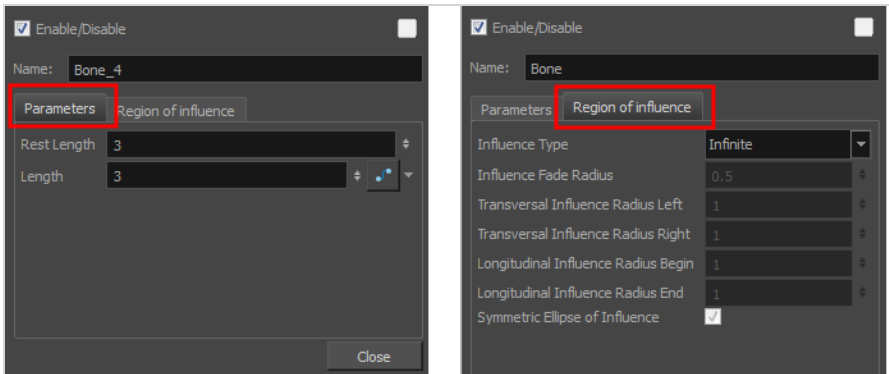 Enable/Disable
Name: Bone_4
Parameters Region of influence
Rest Length 3
Length 3
Close
Enable/Disable
Name: Bone
Parameters Region of influence
Influence Type Infinite
Influence Fade Radius 0.5
Transversal Influence Radius Left 1
Transversal Influence Radius Right 1
Longitudinal Influence Radius Begin 1
Longitudinal Influence Radius End 1
Symmetric Ellipse of Influence